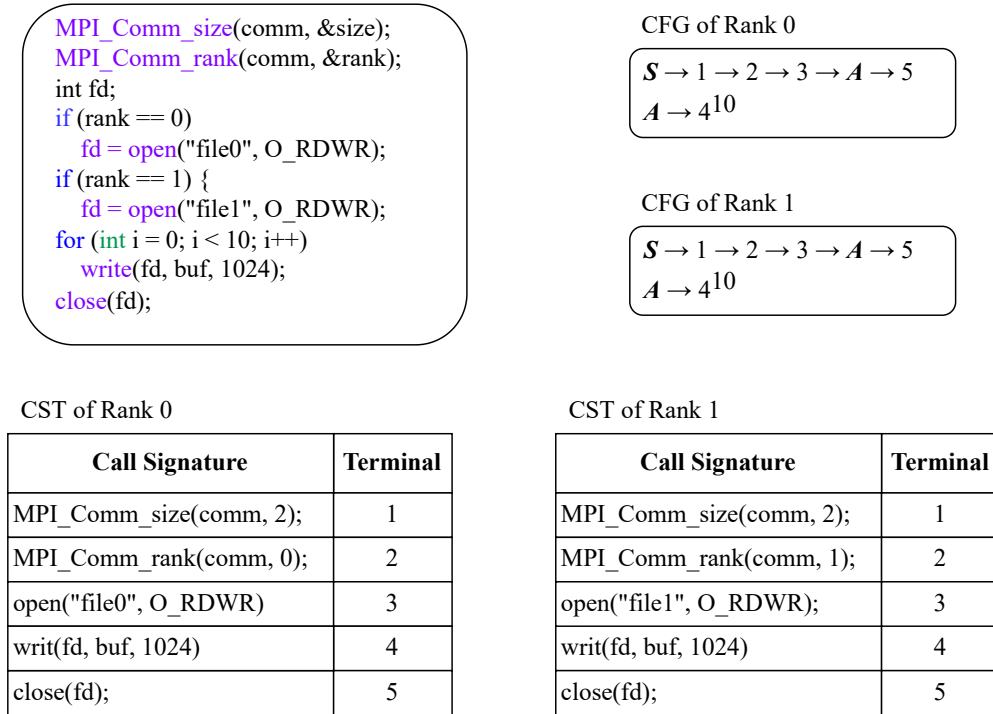 MPI_Comm_size(comm, &size);
MPI_Comm_rank(comm, &rank);
int fd;
if (rank == 0)
fd = open("file0", O_RDWR);
if (rank == 1) {
fd = open("file1", O_RDWR);
for (int i = 0; i < 10; i++)
write(fd, buf, 1024);
close(fd);
CFG of Rank 0
S → 1 → 2 → 3 → A → 5
A → 4^10
CFG of Rank 1
S → 1 → 2 → 3 → A → 5
A → 4^10
CST of Rank 0
Call Signature Terminal
MPI_Comm_size(comm, 2); 1
MPI_Comm_rank(comm, 0); 2
open("file0", O_RDWR) 3
writ(fd, buf, 1024) 4
close(fd); 5
CST of Rank 1
Call Signature Terminal
MPI_Comm_size(comm, 2); 1
MPI_Comm_rank(comm, 1); 2
open("file1", O_RDWR); 3
writ(fd, buf, 1024) 4
close(fd); 5